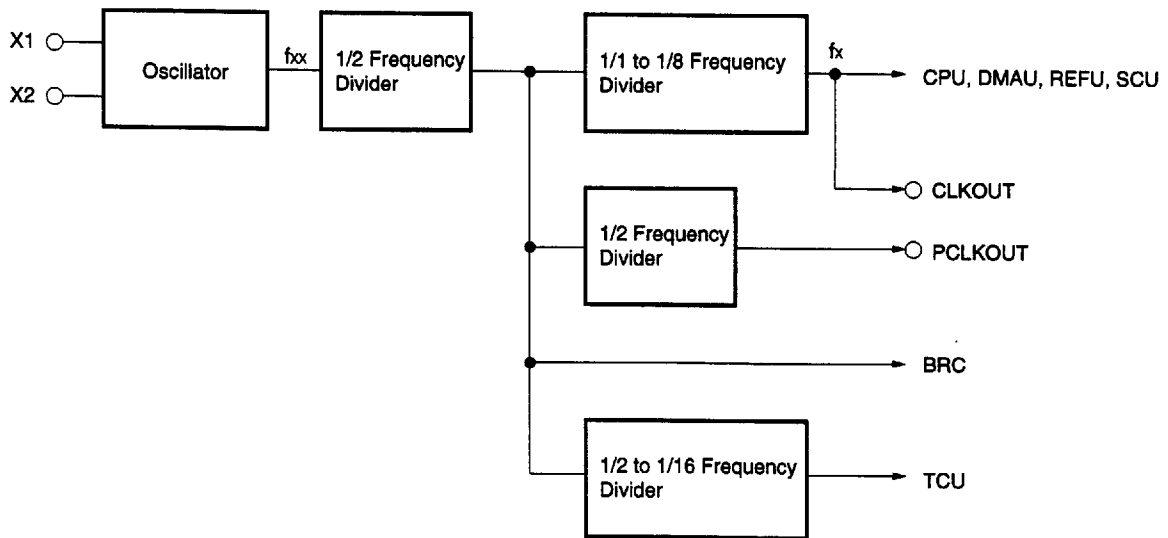 X1
X2
Oscillator
fxx
1/2 Frequency
Divider
1/1 to 1/8 Frequency
Divider
fx
CPU, DMAU, REFU, SCU
CLKOUT
1/2 Frequency
Divider
PCLKOUT
BRC
1/2 to 1/16 Frequency
Divider
TCU